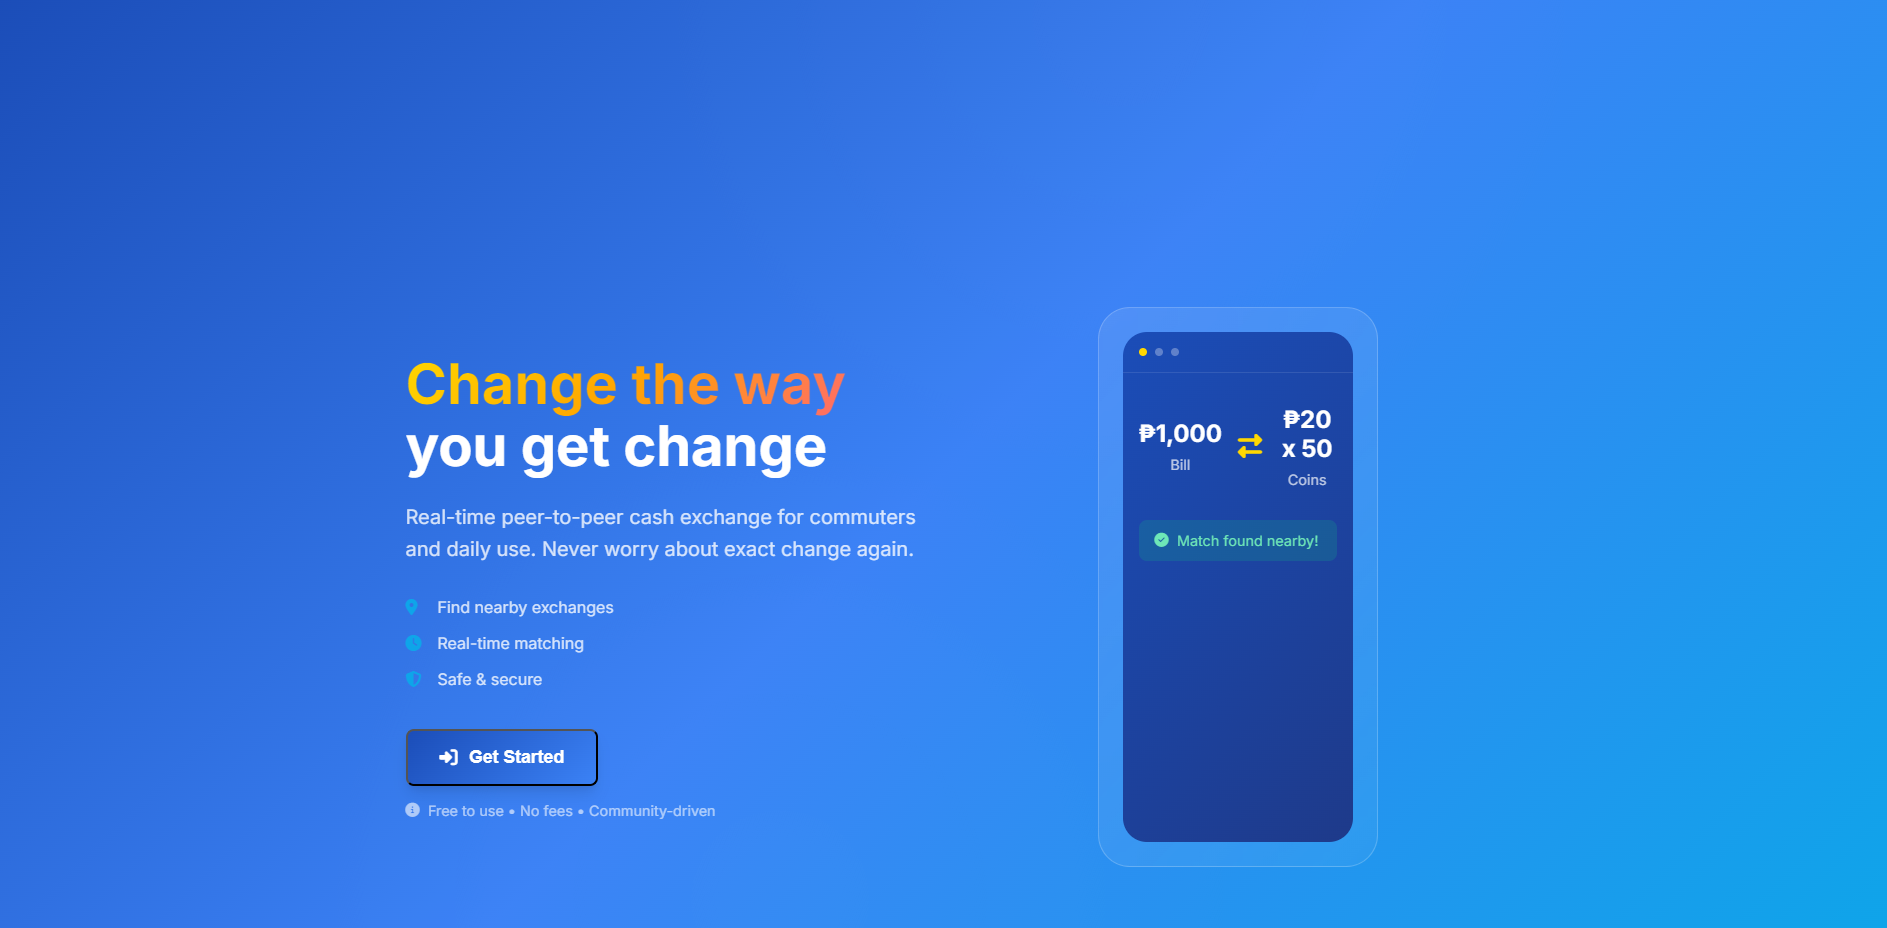 Change the way
you get change
Real-time peer-to-peer cash exchange for commuters
and daily use. Never worry about exact change again.
Find nearby exchanges
Real-time matching
Safe & secure
Get Started
Free to use • No fees • Community-driven
₱1,000
Bill
₱20
x 50
Coins
Match found nearby!